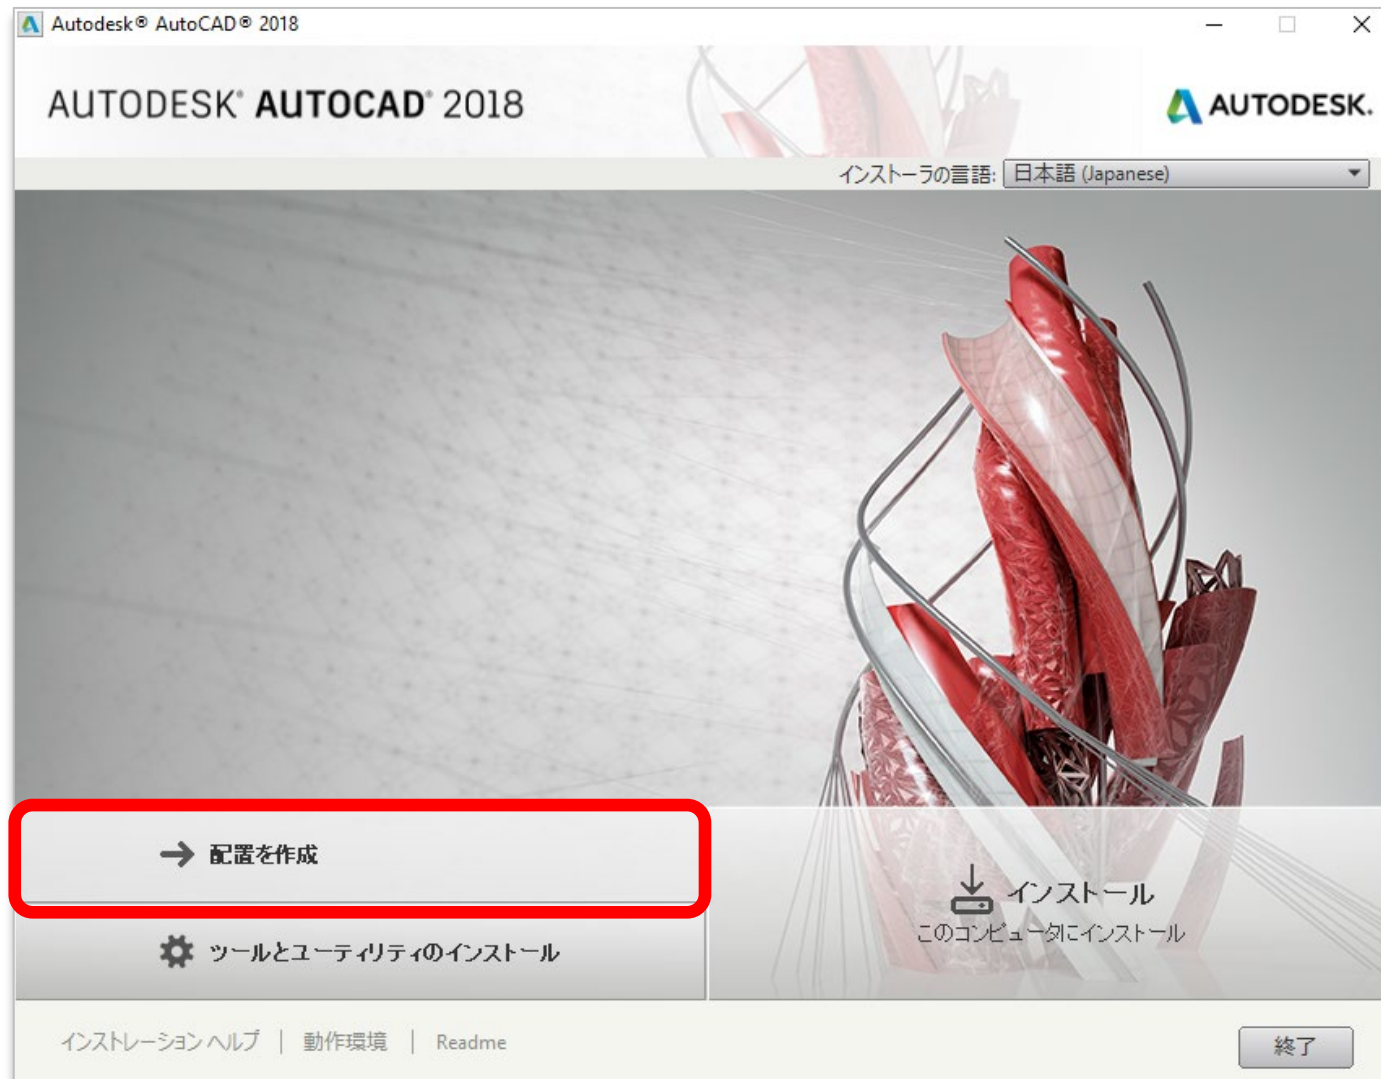 Autodesk® AutoCAD® 2018
AUTODESK® AUTOCAD® 2018
AUTODESK.
インストーラの言語: 日本語 (Japanese)
配置を作成
ツールとユーティリティのインストール
インストール
このコンピュータにインストール
インストレーション ヘルプ | 動作環境 | Readme
終了